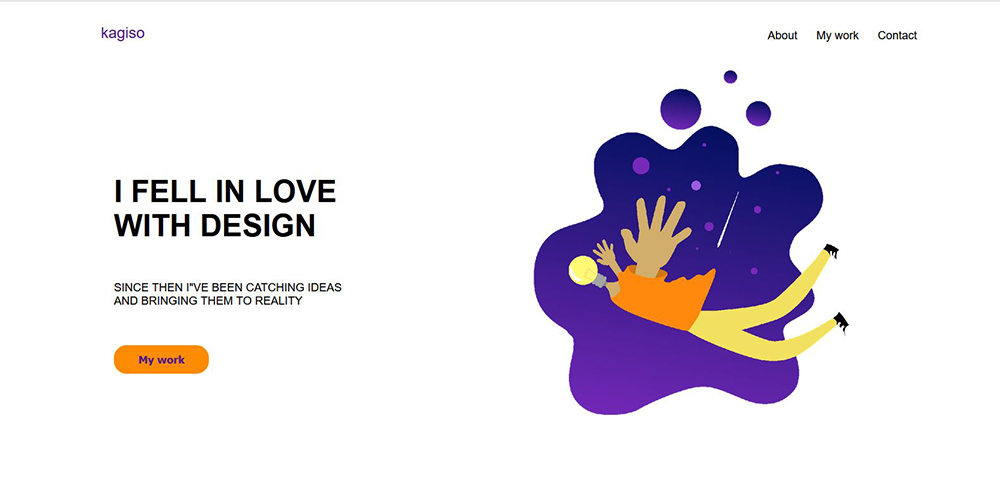 kagiso
About
My work
Contact
I FELL IN LOVE
WITH DESIGN
SINCE THEN I"VE BEEN CATCHING IDEAS
AND BRINGING THEM TO REALITY
My work